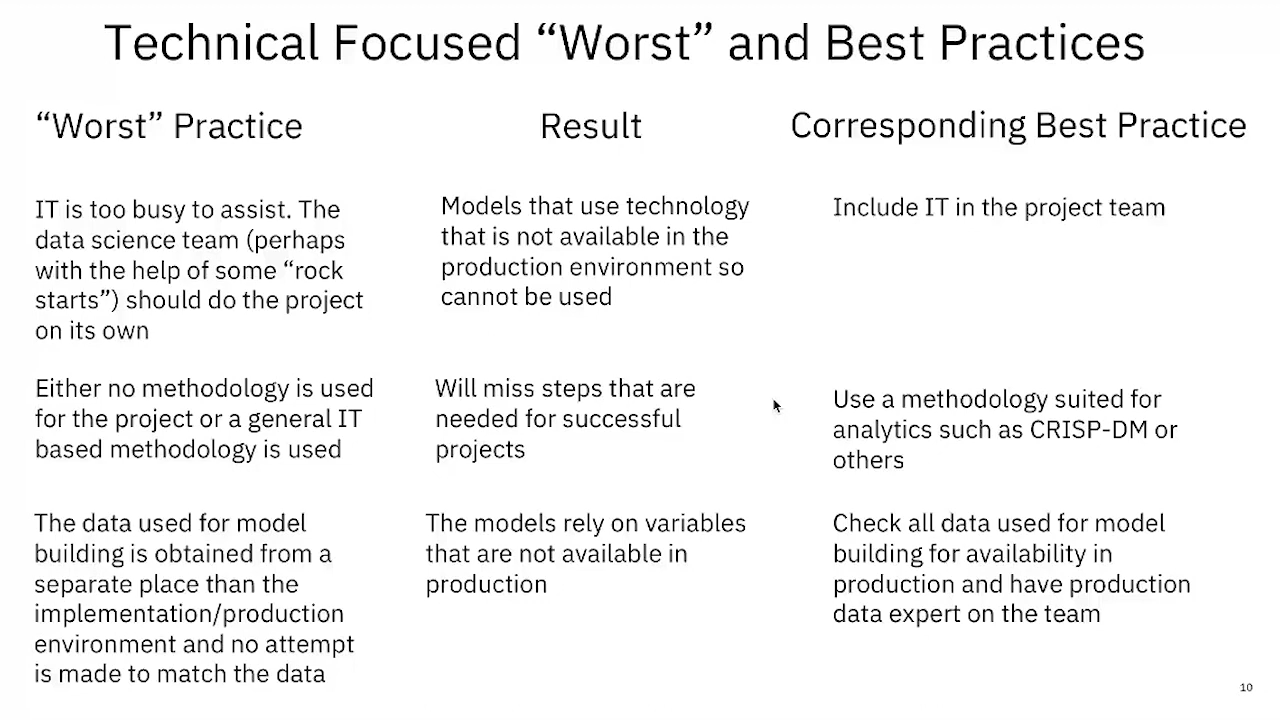 Technical Focused “Worst” and Best Practices
“Worst” Practice
Result
Corresponding Best Practice
IT is too busy to assist. The
data science team (perhaps
with the help of some “rock
starts”) should do the project
on its own
Models that use technology
that is not available in the
production environment so
cannot be used
Include IT in the project team
Either no methodology is used
for the project or a general IT
based methodology is used
Will miss steps that are
needed for successful
projects
Use a methodology suited for
analytics such as CRISP-DM or
others
The data used for model
building is obtained from a
separate place than the
implementation/production
environment and no attempt
is made to match the data
The models rely on variables
that are not available in
production
Check all data used for model
building for availability in
production and have production
data expert on the team
10